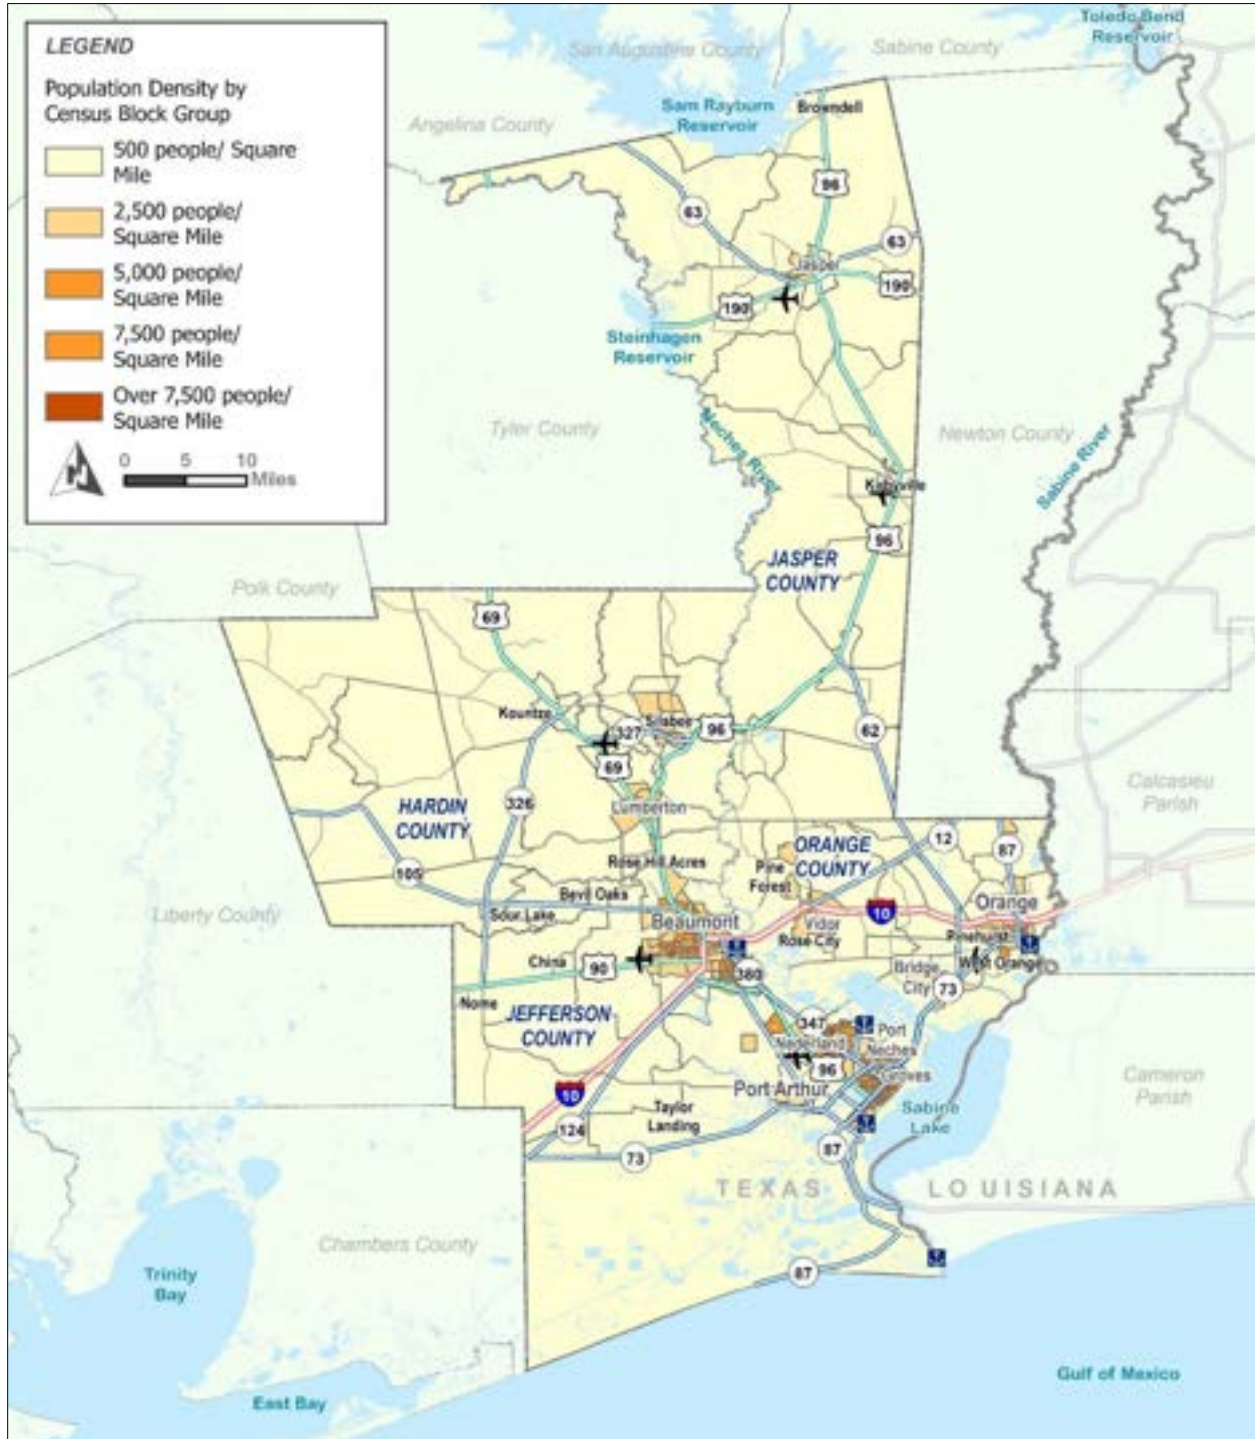 LEGEND
Population Density by
Census Block Group
500 people/ Square
Mile
2,500 people/
Square Mile
5,000 people/
Square Mile
7,500 people/
Square Mile
Over 7,500 people/
Square Mile
N
0 5 10
Miles
San Augustine County
Sabine County
Toledo Bend
Reservoir
Angelina County
Sam Rayburn
Reservoir
Browndell
96
63
63
Jasper
190
190
Steinhagen
Reservoir
Tyler County
Neches River
Newton County
Sabine River
Kirbyville
96
JASPER
COUNTY
Polk County
69
Kountze
327
Silsbee
96
62
69
Calcasieu
Parish
HARDIN
COUNTY
326
Lumberton
ORANGE
COUNTY
12
87
105
Rose Hill Acres
Pine
Forest
Bevil Oaks
Liberty County
Sour Lake
Beaumont
10
Orange
Vidor
Rose City
Pinehurst
West Orange
China
90
380
Bridge
City
73
Nome
JEFFERSON
COUNTY
347
Nederland
Port
Neches
96
Groves
Port Arthur
10
Taylor
Landing
Sabine
Lake
Cameron
Parish
124
73
87
TEXAS
LOUISIANA
Chambers County
Trinity
Bay
87
East Bay
Gulf of Mexico